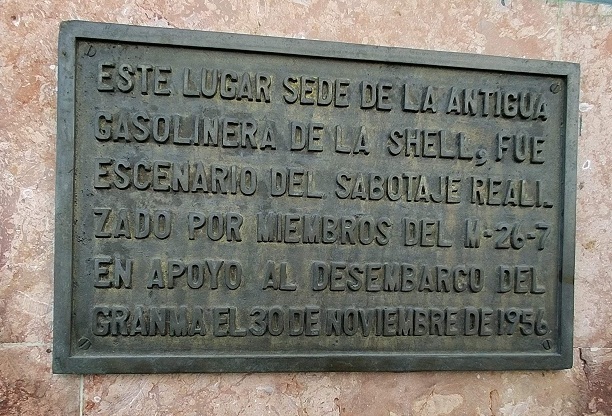 ESTE LUGAR SEDE DE LA ANTIGUA
GASOLINERA DE LA SHELL, FUE
ESCENARIO DEL SABOTAJE REALI_
ZADO POR MIEMBROS DEL M-26-7
EN APOYO AL DESEMBARCO DEL
GRANMA EL 30 DE NOVIEMBRE DE 1956